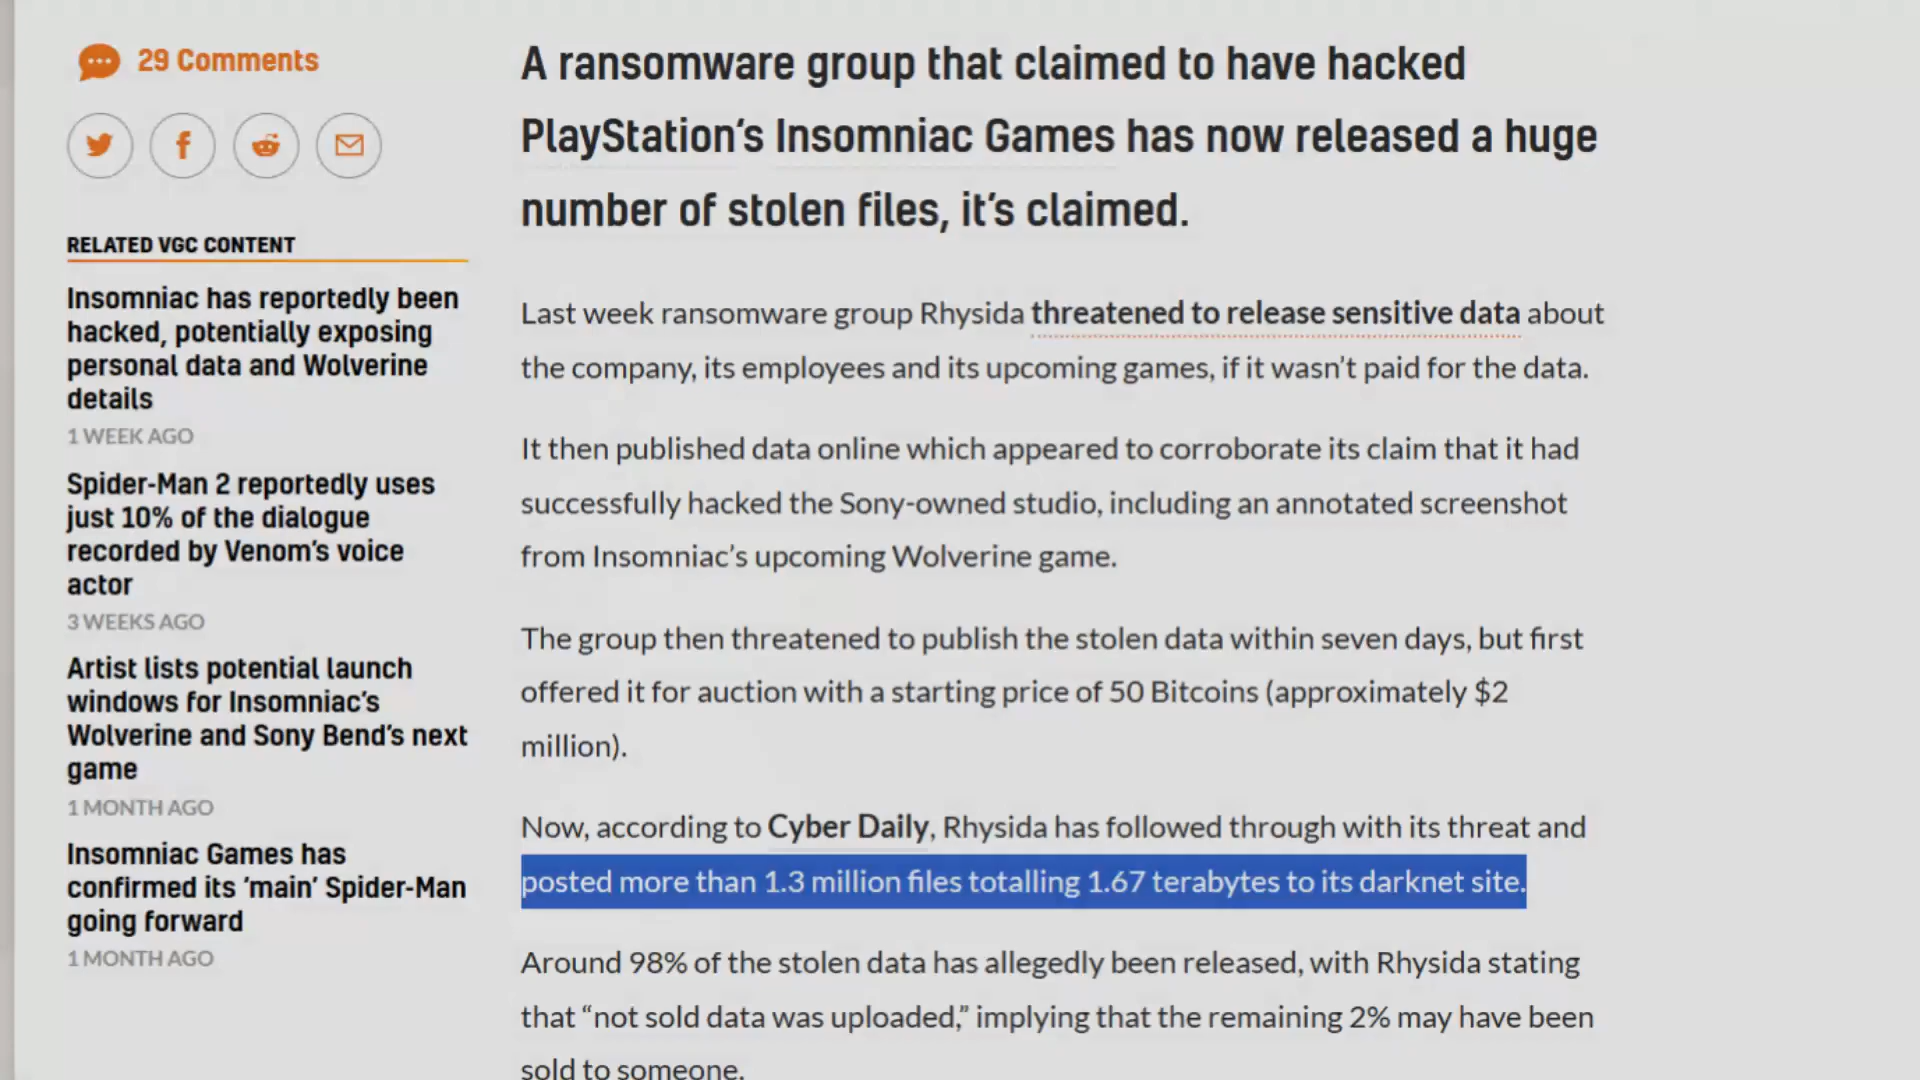 29 Comments
RELATED VGC CONTENT
Insomniac has reportedly been
hacked, potentially exposing
personal data and Wolverine
details
1 WEEK AGO
Spider-Man 2 reportedly uses
just 10% of the dialogue
recorded by Venom's voice
actor
3 WEEKS AGO
Artist lists potential launch
windows for Insomniac's
Wolverine and Sony Bend's next
game
1 MONTH AGO
Insomniac Games has
confirmed its 'main' Spider-Man
going forward
1 MONTH AGO
A ransomware group that claimed to have hacked
PlayStation's Insomniac Games has now released a huge
number of stolen files, it's claimed.
Last week ransomware group Rhysida threatened to release sensitive data about
the company, its employees and its upcoming games, if it wasn't paid for the data.
It then published data online which appeared to corroborate its claim that it had
successfully hacked the Sony-owned studio, including an annotated screenshot
from Insomniac's upcoming Wolverine game.
The group then threatened to publish the stolen data within seven days, but first
offered it for auction with a starting price of 50 Bitcoins (approximately $2
million).
Now, according to Cyber Daily, Rhysida has followed through with its threat and
posted more than 1.3 million files totalling 1.67 terabytes to its darknet site.
Around 98% of the stolen data has allegedly been released, with Rhysida stating
that “not sold data was uploaded,” implying that the remaining 2% may have been
sold to someone.